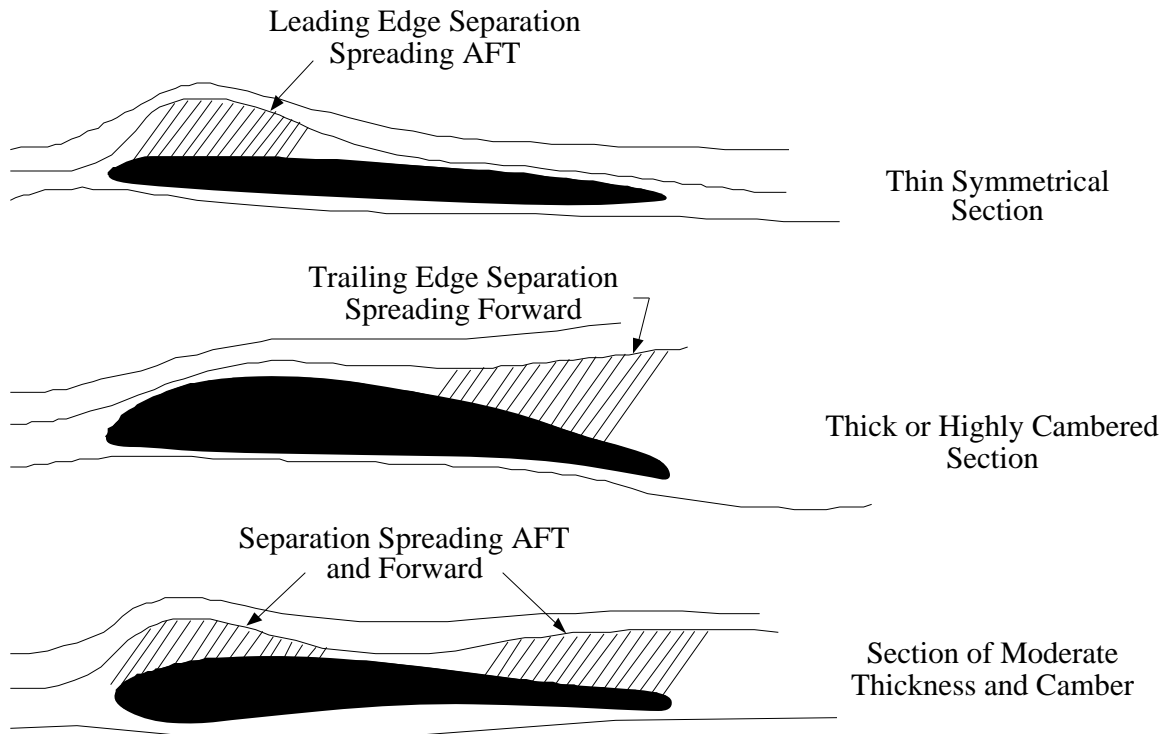 Leading Edge Separation
Spreading AFT
Thin Symmetrical
Section
Trailing Edge Separation
Spreading Forward
Thick or Highly Cambered
Section
Separation Spreading AFT
and Forward
Section of Moderate
Thickness and Camber